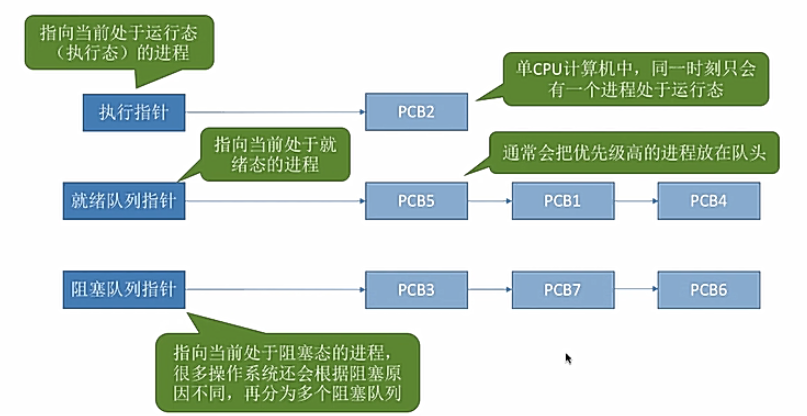 指向当前处于运行态
（执行态）的进程
单CPU计算机中，同一时刻只会
有一个进程处于运行态
执行指针
PCB2
指向当前处于就
绪态的进程
通常会把优先级高的进程放在队头
就绪队列指针
PCB5
PCB1
PCB4
阻塞队列指针
PCB3
PCB7
PCB6
指向当前处于阻塞态的进程，
很多操作系统还会根据阻塞原
因不同，再分为多个阻塞队列